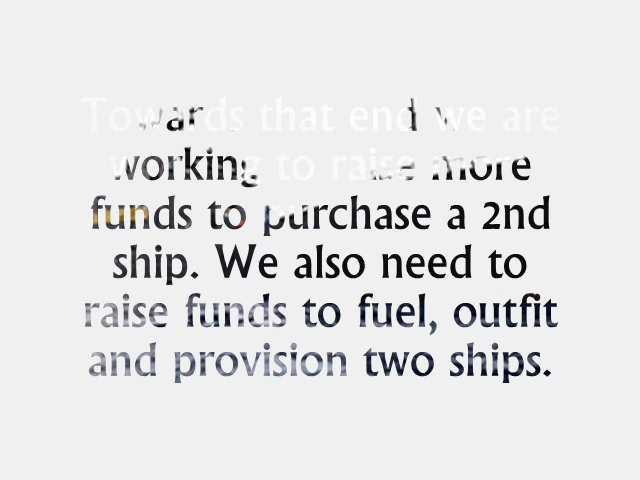 Towards that end we are
working to raise more
funds to purchase a 2nd
ship. We also need to
raise funds to fuel, outfit
and provision two ships.